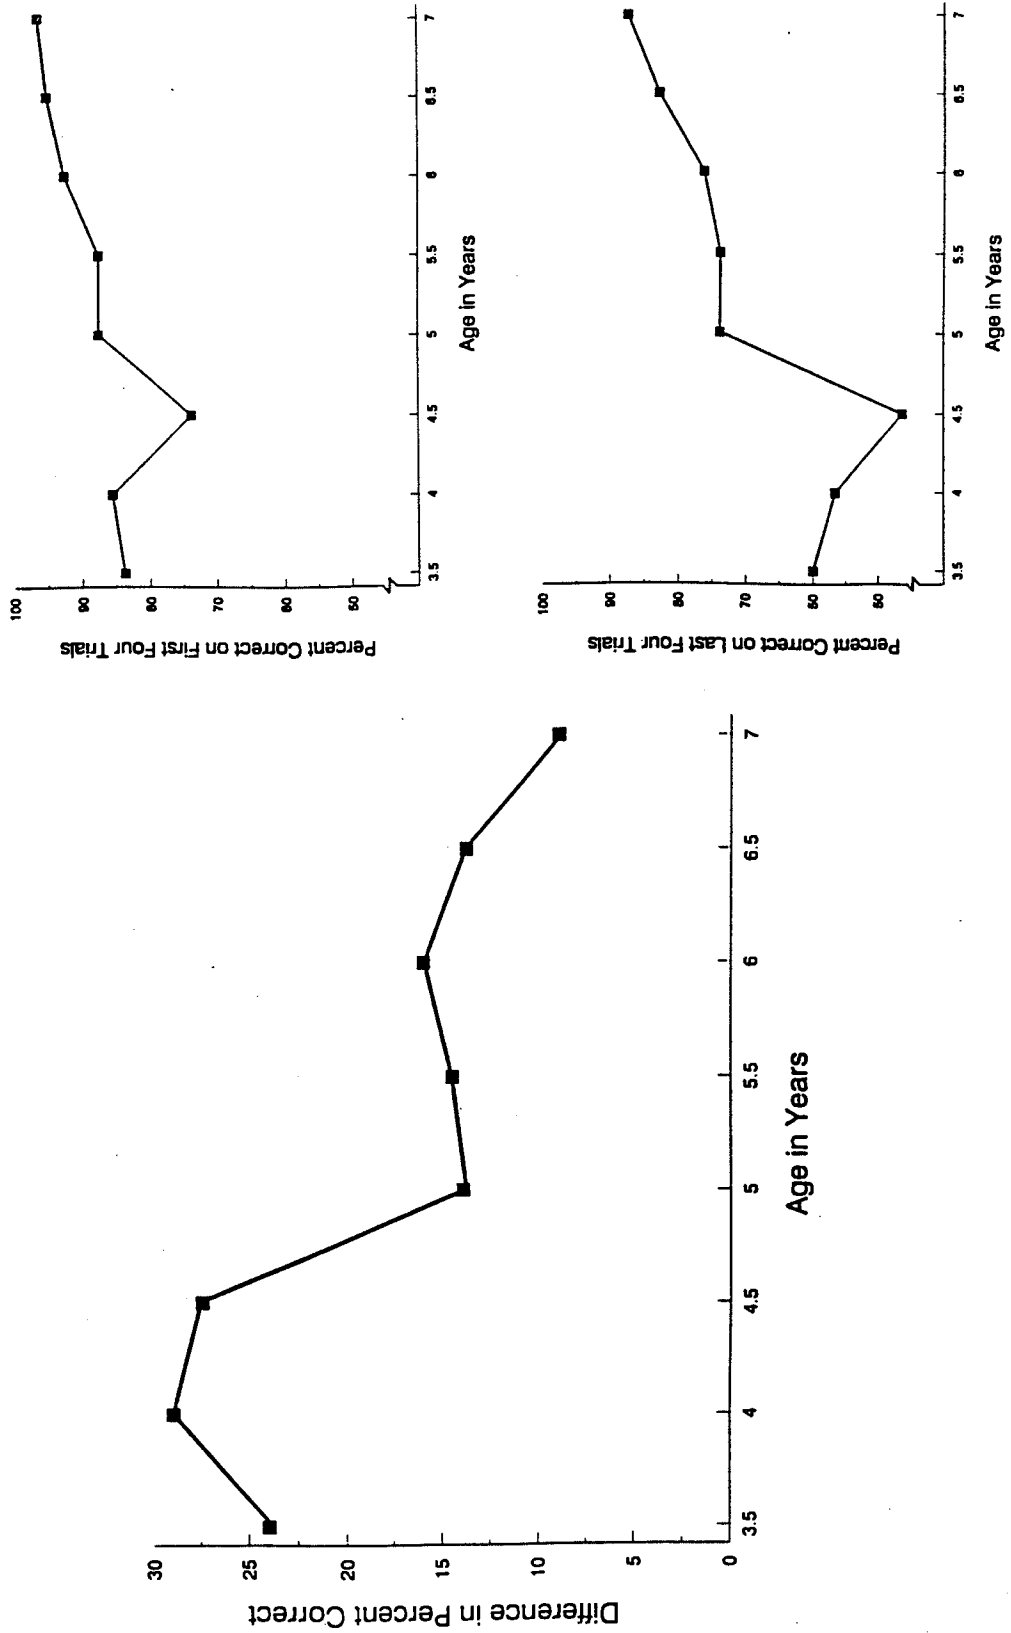 Difference in Percent Correct
30
25
20
15
10
5
0
3.5 4 4.5 5 5.5 6 6.5 7
Age in Years
Percent Correct on First Four Trials
100
90
80
70
60
50
3.5 4 4.5 5 5.5 6 6.5 7
Age in Years
Percent Correct on Last Four Trials
100
90
80
70
60
50
3.5 4 4.5 5 5.5 6 6.5 7
Age in Years